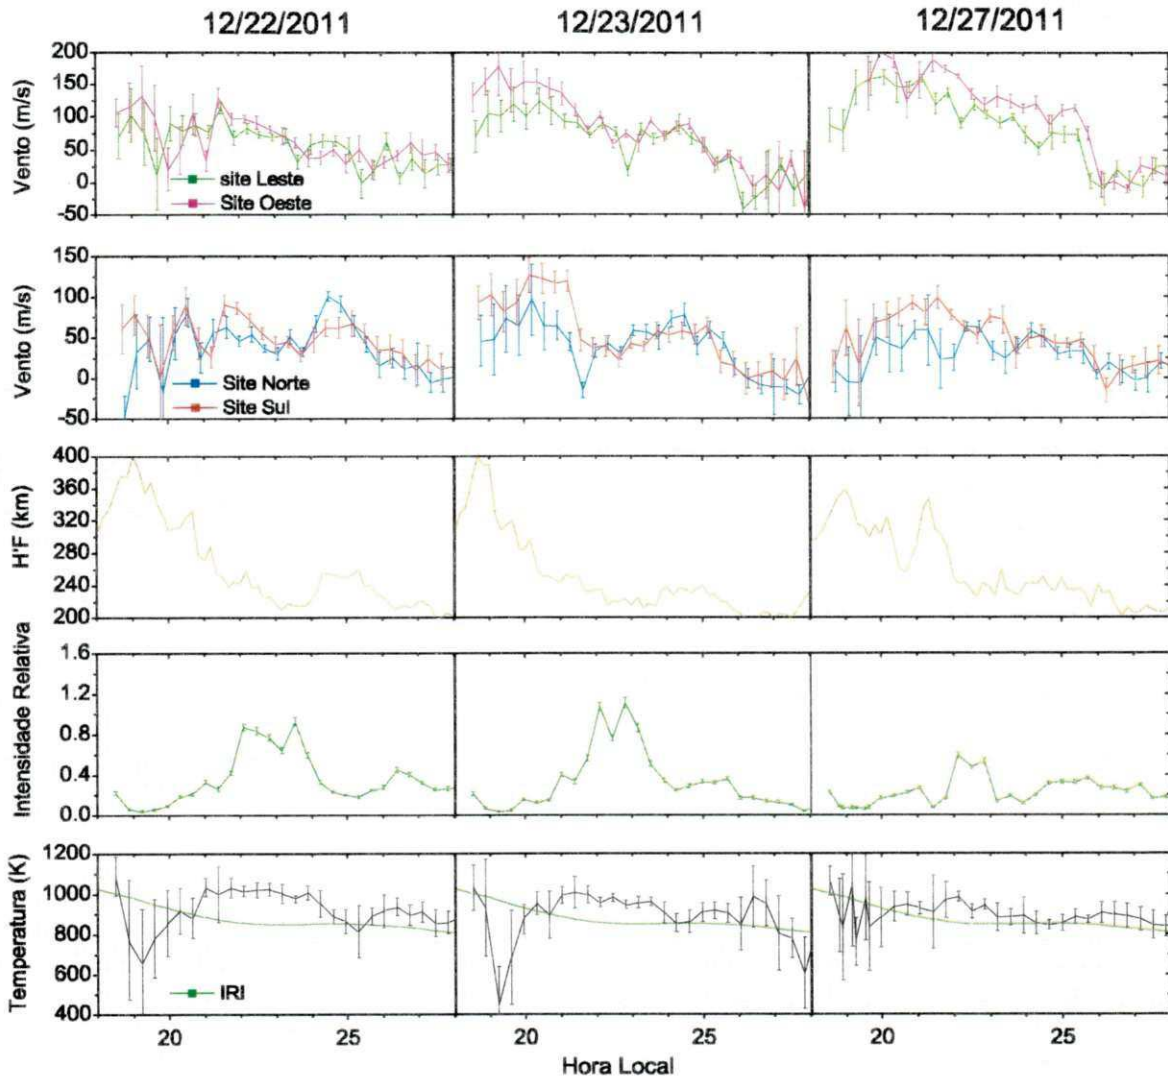 12/22/2011 12/23/2011 12/27/2011
Vento (m/s)
200
150
100
50
0
-50
site Leste
Site Oeste
Vento (m/s)
150
100
50
0
-50
Site Norte
Site Sul
H'F (km)
400
360
320
280
240
200
Intensidade Relativa
1.6
1.2
0.8
0.4
0.0
Temperatura (K)
1200
1000
800
600
400
IRI
20 25 20 25 20 25
Hora Local